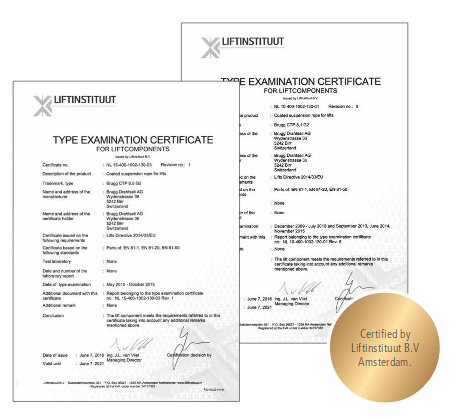 LIFTINSTITUUT
TYPE EXAMINATION CERTIFICATE
FOR LIFTCOMPONENTS
Issued by Liftinstituut B.V.
Certificate no. : NL 15-400-1002-130-03 Revision no.: 1
Description of the product : Coated suspension rope for lifts
Trademark, type : Brugg CTP 6,5-G2
Name and address of the manufacturer : Brugg Drahtseil AG
Wydenstrasse 36
5242 Birr
Switzerland
Name and address of the certificate holder : Brugg Drahtseil AG
Wydenstrasse 36
5242 Birr
Switzerland
Certificate issued on the following requirements : Lifts Directive 2014/33/EU
Certificate based on the following standards : Parts of: EN 81-1, EN 81-20, EN 81-50
Test laboratory : None
Date and number of the laboratory report : None
Date of type examination : May 2015 - October 2015
Additional document with this certificate : Report belonging to the type examination certificate
no.: NL 15-400-1002-130-03 Rev. 1
Additional remark : None
Conclusion : The lift component meets the requirements referred to in this
certificate taking into account any additional remarks
mentioned above.
Date of issue : June 7, 2016
Valid until : June 7, 2021
ing. J.L. van Vliet
Managing Director
Certification decision by
LIFTINSTITUUT
TYPE EXAMINATION CERTIFICATE
FOR LIFTCOMPONENTS
Issued by Liftinstituut B.V.
: NL 10-400-1002-130-01 Revision no.: 6
he product : Coated suspension rope for lifts
: Brugg CTP 8,1-G2
: Brugg Drahtseil AG
Wydenstrasse 36
5242 Birr
Switzerland
: Brugg Drahtseil AG
Wydenstrasse 36
5242 Birr
Switzerland
: Lifts Directive 2014/33/EU
: Parts of: EN 81-1, EN 81-20, EN 81-50
: None
: None
: December 2009 - July 2010 and September 2013, June 2014,
November 2015
: Report belonging to the type examination certificate
no.: NL 10-400-1002-130-01 Rev. 6
: None
: The lift component meets the requirements referred to in this
certificate taking into account any additional remarks
mentioned above.
: June 7, 2016
: June 7, 2021
ing. J.L. van Vliet
Managing Director
Certified by
Liftinstituut B.V
Amsterdam.